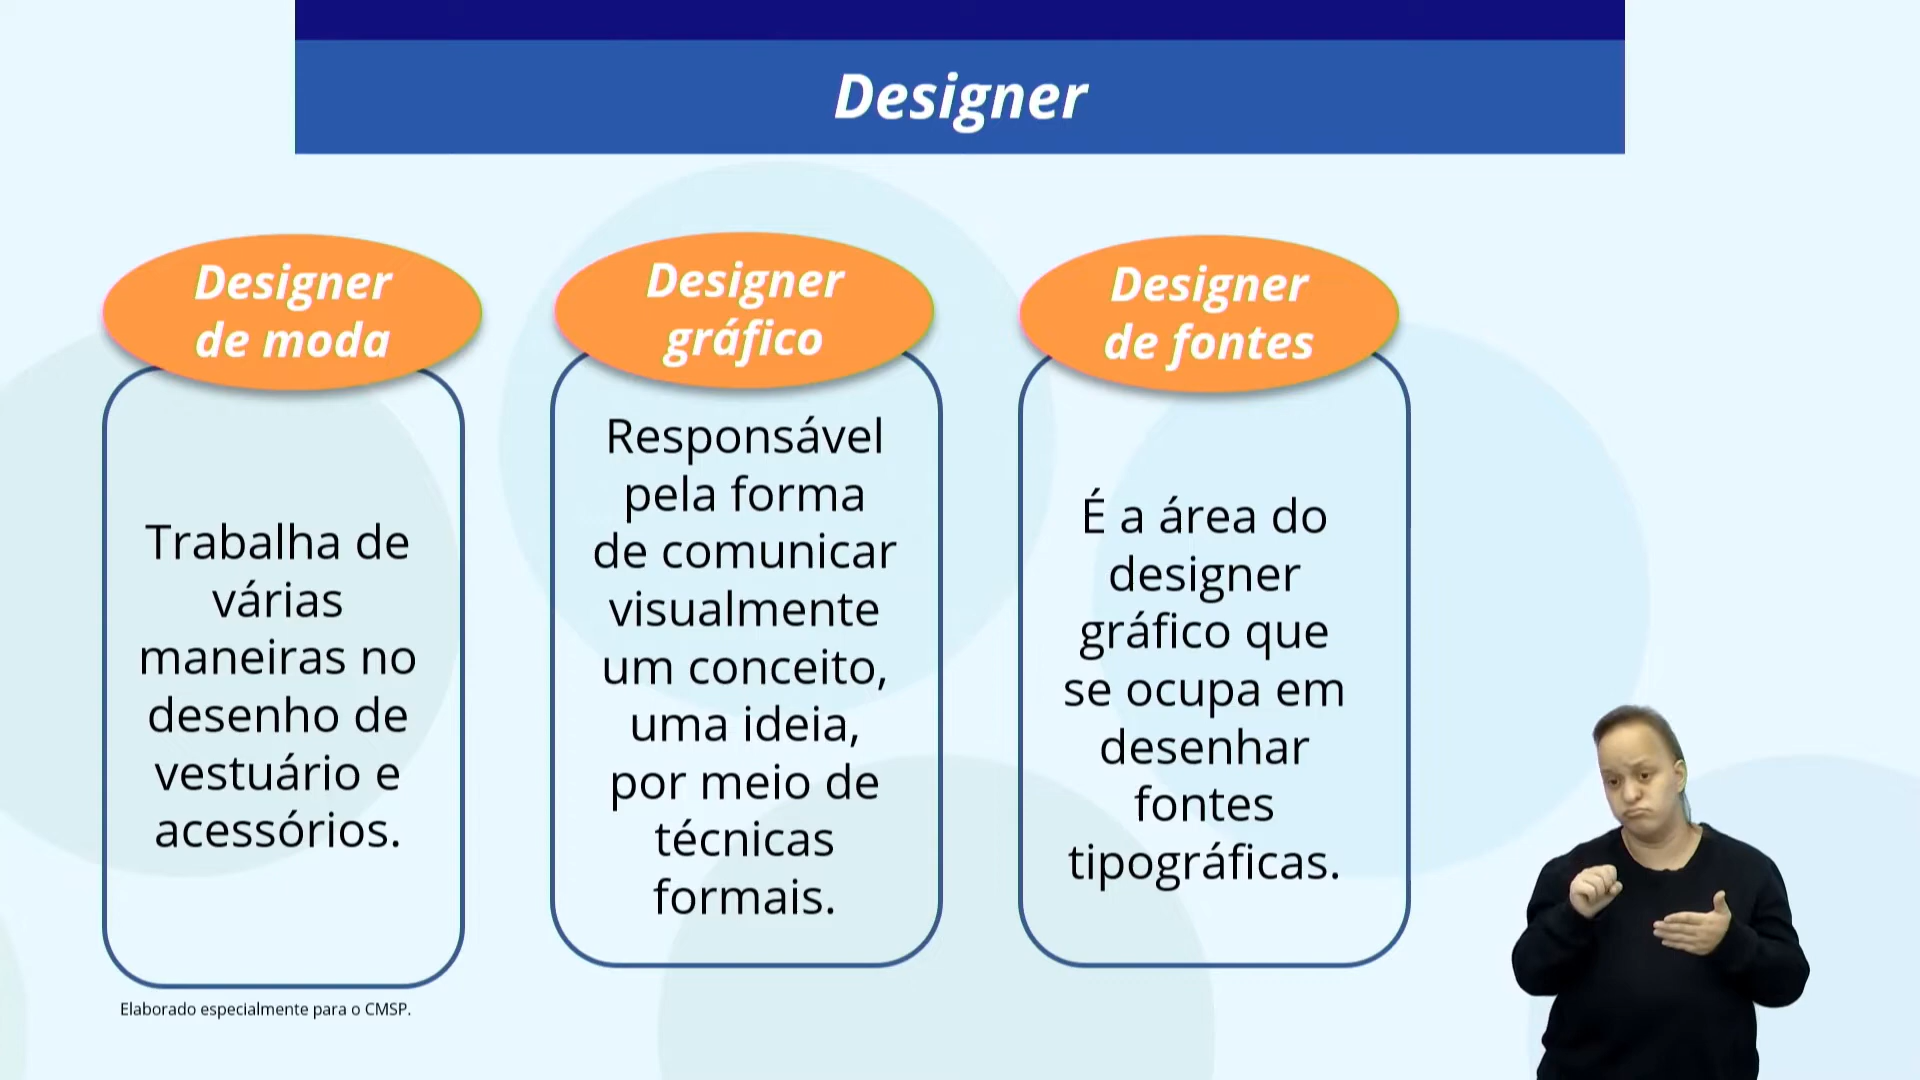 Designer
Designer
de moda
Trabalha de
várias
maneiras no
desenho de
vestuário e
acessórios.
Designer
gráfico
Responsável
pela forma
de comunicar
visualmente
um conceito,
uma ideia,
por meio de
técnicas
formais.
Designer
de fontes
É a área do
designer
gráfico que
se ocupa em
desenhar
fontes
tipográficas.
Elaborado especialmente para o CMSP.